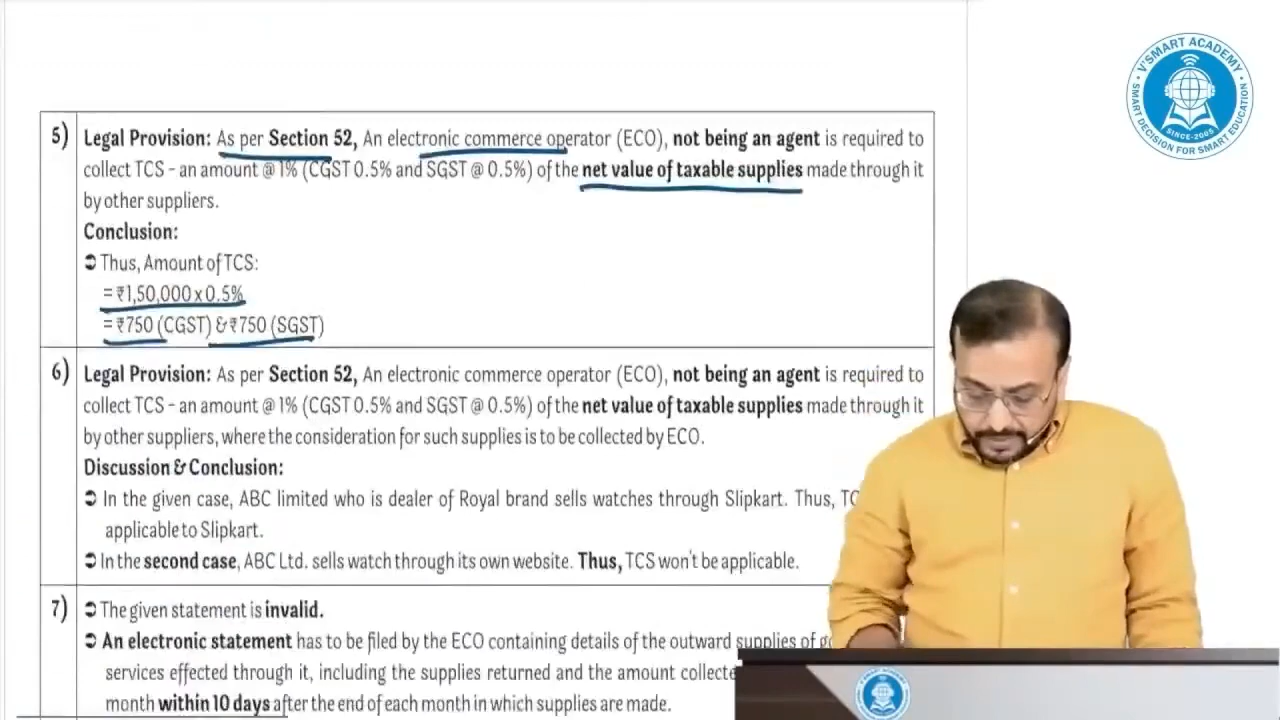 5) Legal Provision: As per Section 52, An electronic commerce operator (ECO), not being an agent is required to
collect TCS – an amount @ 1% (CGST 0.5% and SGST @ 0.5%) of the net value of taxable supplies made through it
by other suppliers.
Conclusion:
➲ Thus, Amount of TCS:
= ₹1,50,000 x 0.5%
= ₹750 (CGST) & ₹750 (SGST)
6) Legal Provision: As per Section 52, An electronic commerce operator (ECO), not being an agent is required to
collect TCS – an amount @ 1% (CGST 0.5% and SGST @ 0.5%) of the net value of taxable supplies made through it
by other suppliers, where the consideration for such supplies is to be collected by ECO.
Discussion & Conclusion:
➲ In the given case, ABC limited who is dealer of Royal brand sells watches through Slipkart. Thus,
applicable to Slipkart.
➲ In the second case, ABC Ltd. sells watch through its own website. Thus, TCS won't be applicable.
7) ➲ The given statement is invalid.
➲ An electronic statement has to be filed by the ECO containing details of the outward supplies of
services effected through it, including the supplies returned and the amount
month within 10 days after the end of each month in which supplies are made.
V'SMART ACADEMY
SMART DECISION FOR SMART EDUCATION
SINCE-2005